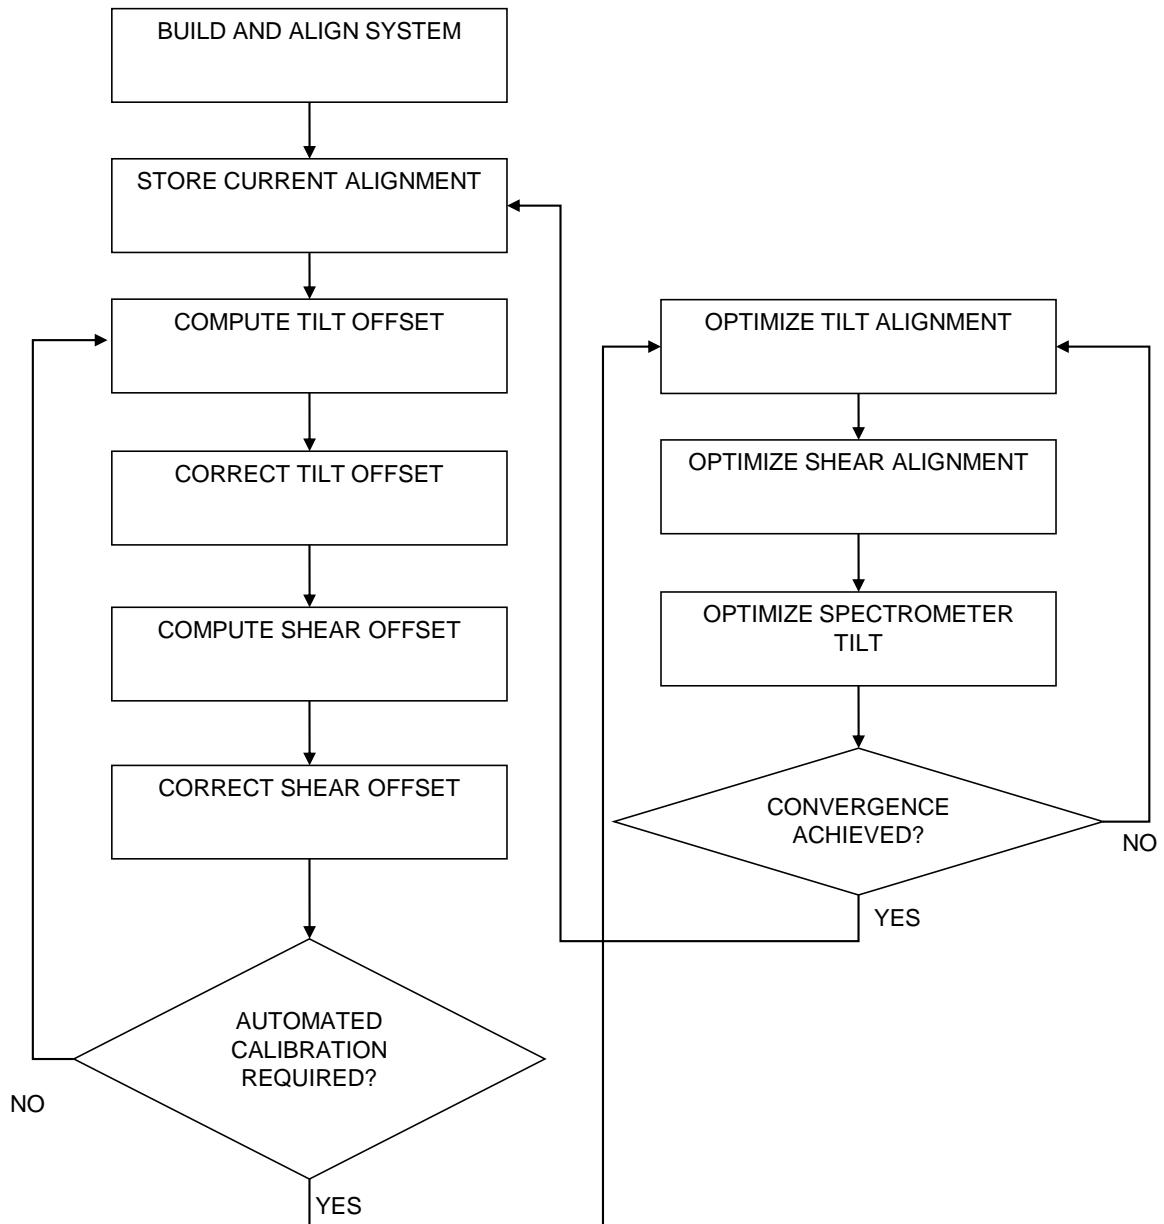 BUILD AND ALIGN SYSTEM
STORE CURRENT ALIGNMENT
COMPUTE TILT OFFSET
CORRECT TILT OFFSET
COMPUTE SHEAR OFFSET
CORRECT SHEAR OFFSET
AUTOMATED
CALIBRATION
REQUIRED?
NO
YES
OPTIMIZE TILT ALIGNMENT
OPTIMIZE SHEAR ALIGNMENT
OPTIMIZE SPECTROMETER
TILT
CONVERGENCE
ACHIEVED?
NO
YES